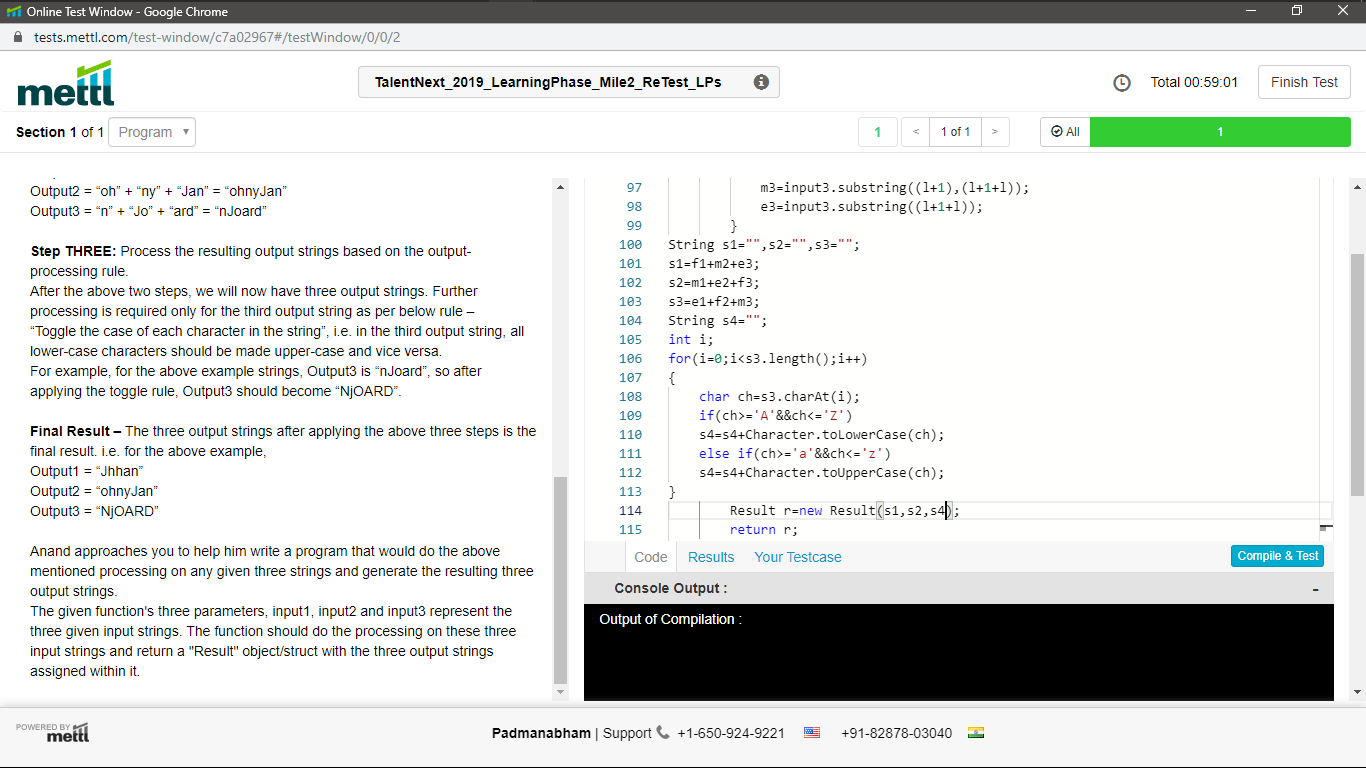 Online Test Window - Google Chrome
tests.mettl.com/test-window/c7a02967#/testWindow/0/0/2
mettl
TalentNext_2019_LearningPhase_Mile2_ReTest_LPs
Total 00:59:01
Finish Test
Section 1 of 1
Program
1
<
1 of 1
>
All
1
Output2 = “oh” + “ny” + “Jan” = “ohnyJan”
Output3 = “n” + “Jo” + “ard” = “nJoard”
Step THREE: Process the resulting output strings based on the output-
processing rule.
After the above two steps, we will now have three output strings. Further
processing is required only for the third output string as per below rule –
“Toggle the case of each character in the string”, i.e. in the third output string, all
lower-case characters should be made upper-case and vice versa.
For example, for the above example strings, Output3 is “nJoard”, so after
applying the toggle rule, Output3 should become “NjOARD”.
Final Result – The three output strings after applying the above three steps is the
final result. i.e. for the above example,
Output1 = “Jhhan”
Output2 = “ohnyJan”
Output3 = “NjOARD”
Anand approaches you to help him write a program that would do the above
mentioned processing on any given three strings and generate the resulting three
output strings.
The given function's three parameters, input1, input2 and input3 represent the
three given input strings. The function should do the processing on these three
input strings and return a "Result" object/struct with the three output strings
assigned within it.
97 m3=input3.substring((l+1),(l+1+l));
98 e3=input3.substring((l+1+l));
99 }
100 String s1="",s2="",s3="";
101 s1=f1+m2+e3;
102 s2=m1+e2+f3;
103 s3=e1+f2+m3;
104 String s4="";
105 int i;
106 for(i=0;i<s3.length();i++)
107 {
108 char ch=s3.charAt(i);
109 if(ch>='A'&&ch<='Z')
110 s4=s4+Character.toLowerCase(ch);
111 else if(ch>='a'&&ch<='z')
112 s4=s4+Character.toUpperCase(ch);
113 }
114 Result r=new Result(s1,s2,s4);
115 return r;
Code
Results
Your Testcase
Compile & Test
Console Output :
-
Output of Compilation :
POWERED BY
mettl
Padmanabham | Support +1-650-924-9221 +91-82878-03040